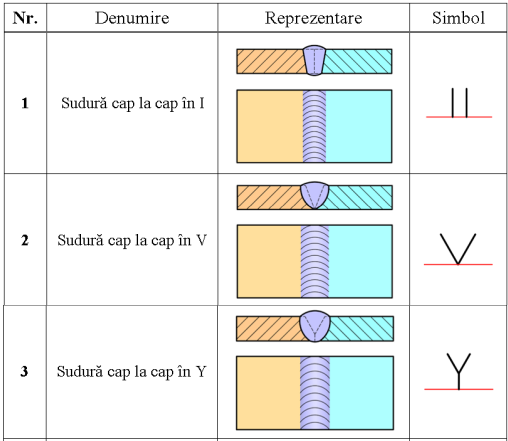 Nr. Denumire Reprezentare Simbol
1 Sudură cap la cap în I
2 Sudură cap la cap în V
3 Sudură cap la cap în Y